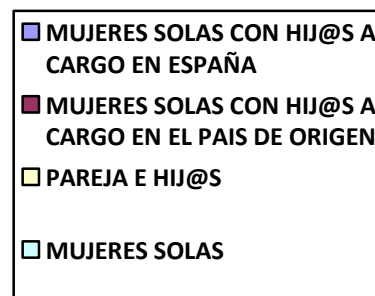 MUJERES SOLAS CON HIJ@S A
CARGO EN ESPAÑA
MUJERES SOLAS CON HIJ@S A
CARGO EN EL PAIS DE ORIGEN
PAREJA E HIJ@S
MUJERES SOLAS